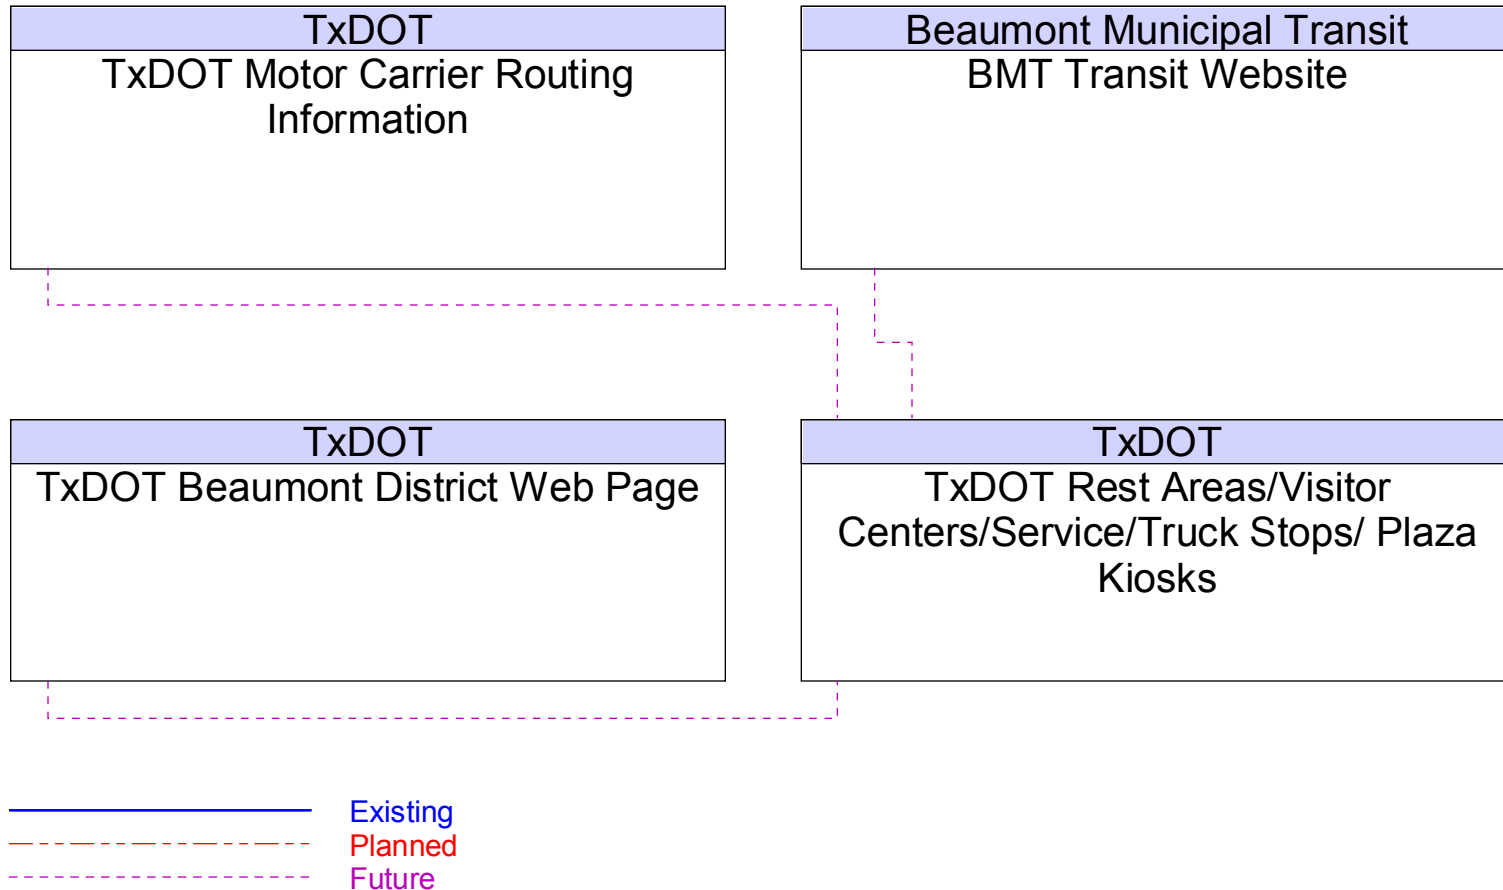 TxDOT
TxDOT Motor Carrier Routing
Information
Beaumont Municipal Transit
BMT Transit Website
TxDOT
TxDOT Beaumont District Web Page
TxDOT
TxDOT Rest Areas/Visitor
Centers/Service/Truck Stops/ Plaza
Kiosks
Existing
Planned
Future